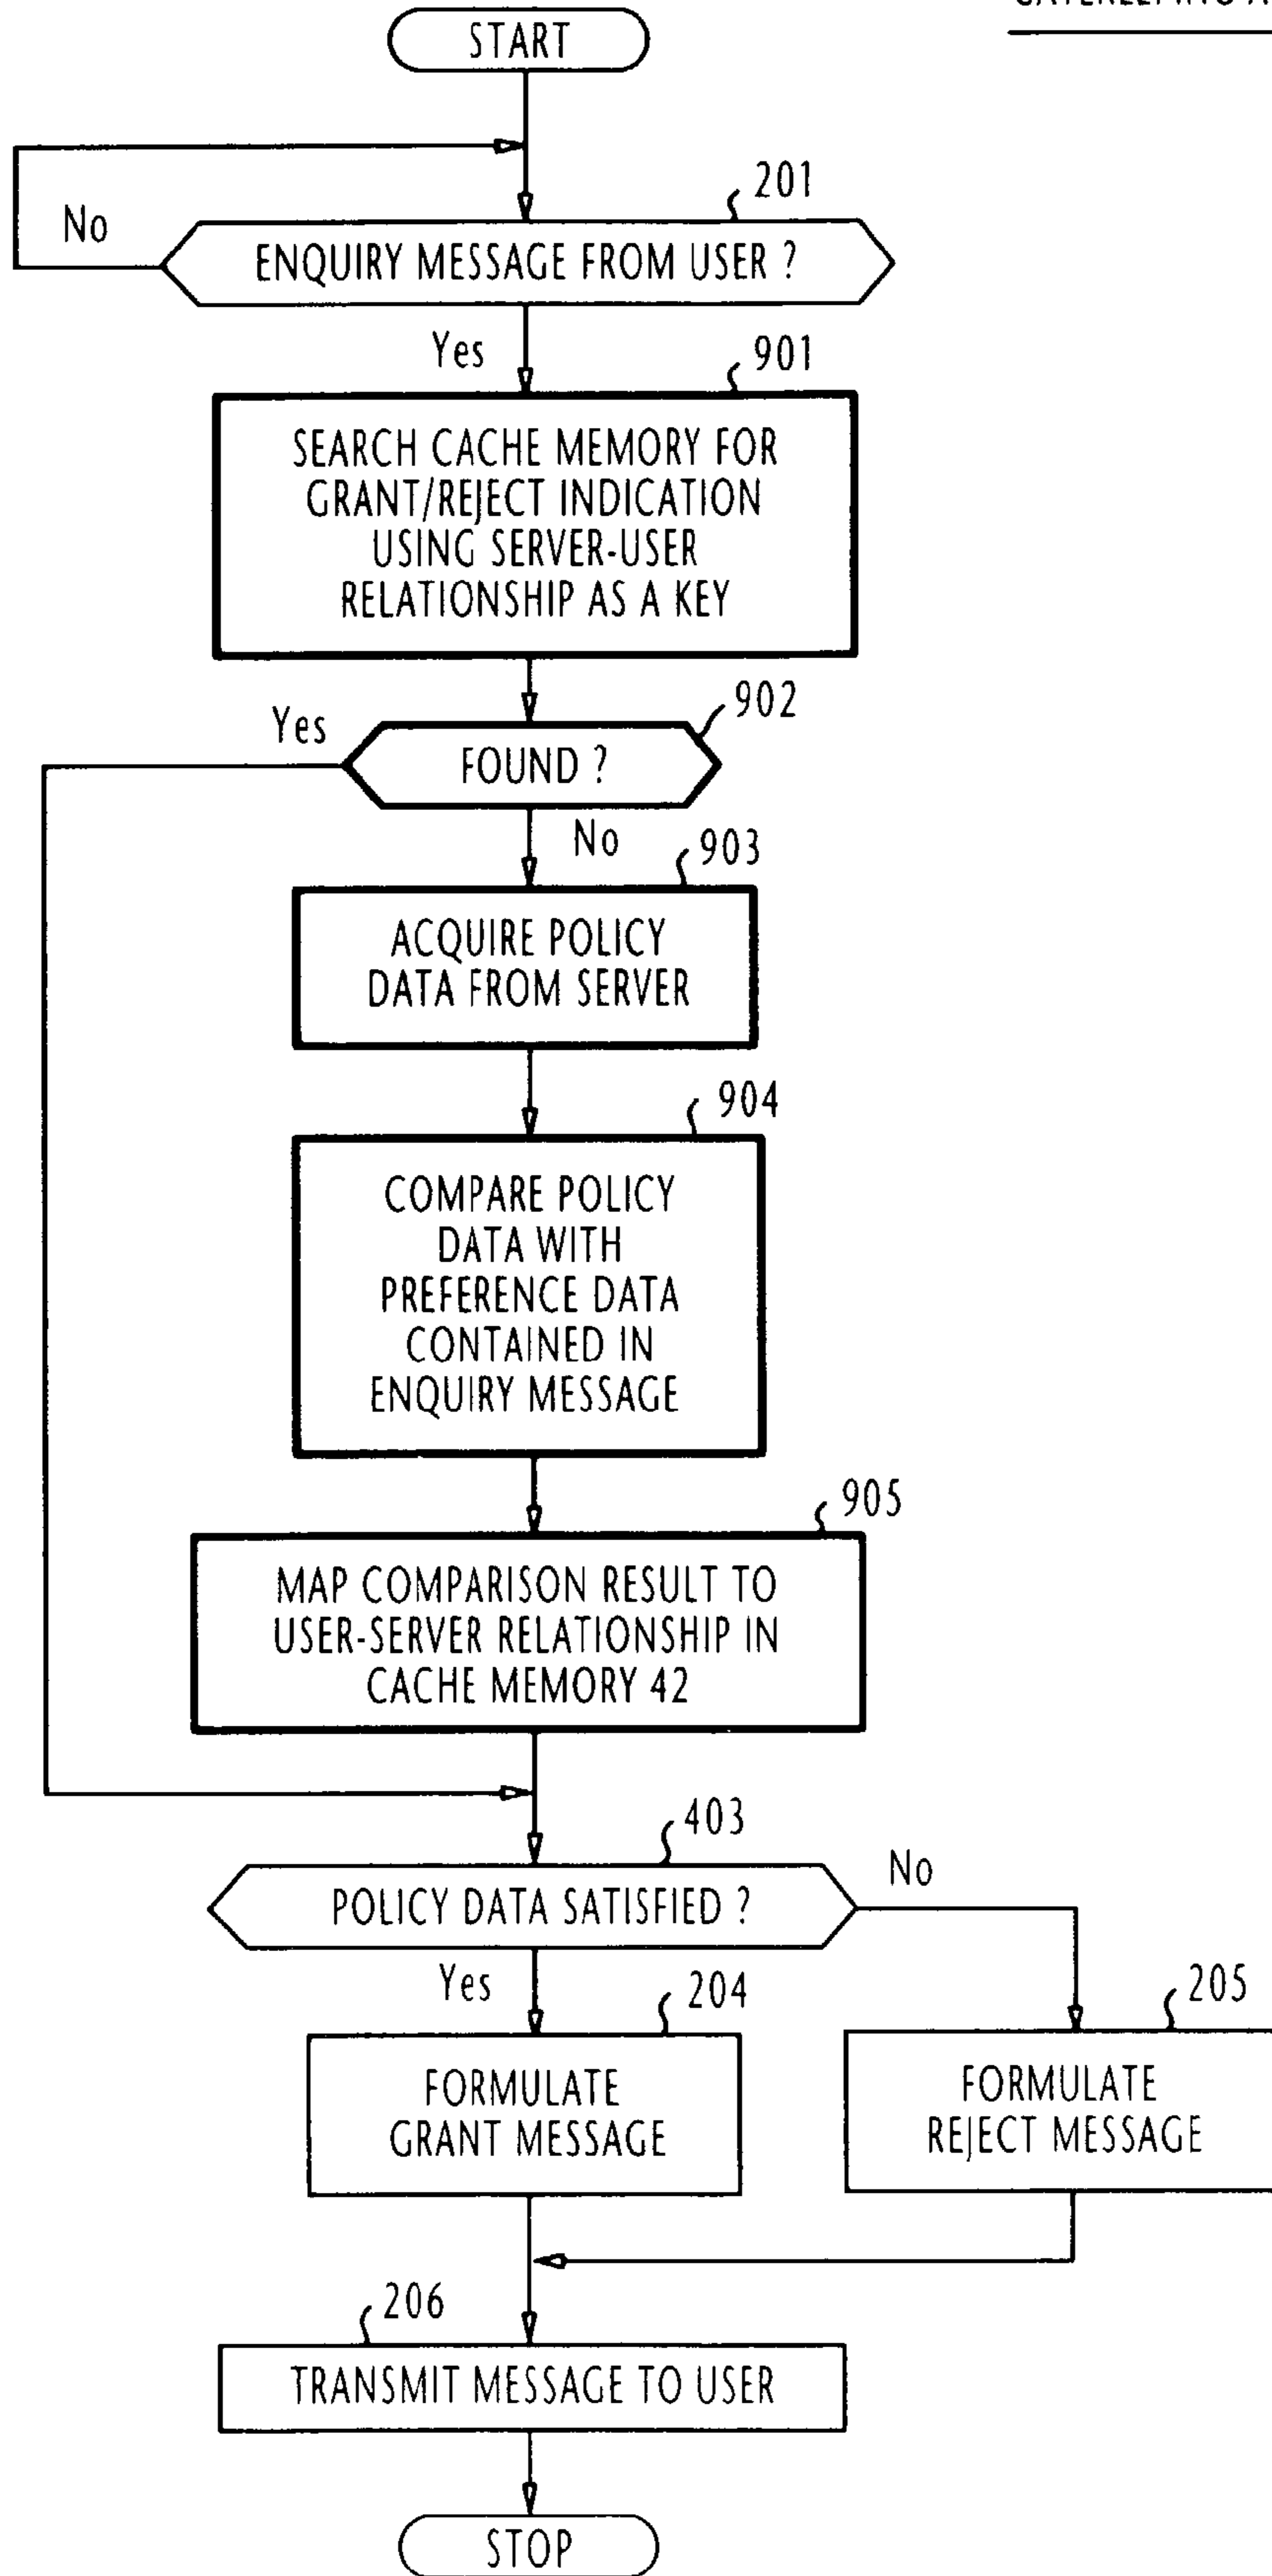 START
201
No
ENQUIRY MESSAGE FROM USER ?
Yes
901
SEARCH CACHE MEMORY FOR
GRANT/REJECT INDICATION
USING SERVER-USER
RELATIONSHIP AS A KEY
902
Yes
FOUND ?
No
903
ACQUIRE POLICY
DATA FROM SERVER
904
COMPARE POLICY
DATA WITH
PREFERENCE DATA
CONTAINED IN
ENQUIRY MESSAGE
905
MAP COMPARISON RESULT TO
USER-SERVER RELATIONSHIP IN
CACHE MEMORY 42
403
No
POLICY DATA SATISFIED ?
Yes
204
205
FORMULATE
GRANT MESSAGE
FORMULATE
REJECT MESSAGE
206
TRANSMIT MESSAGE TO USER
STOP